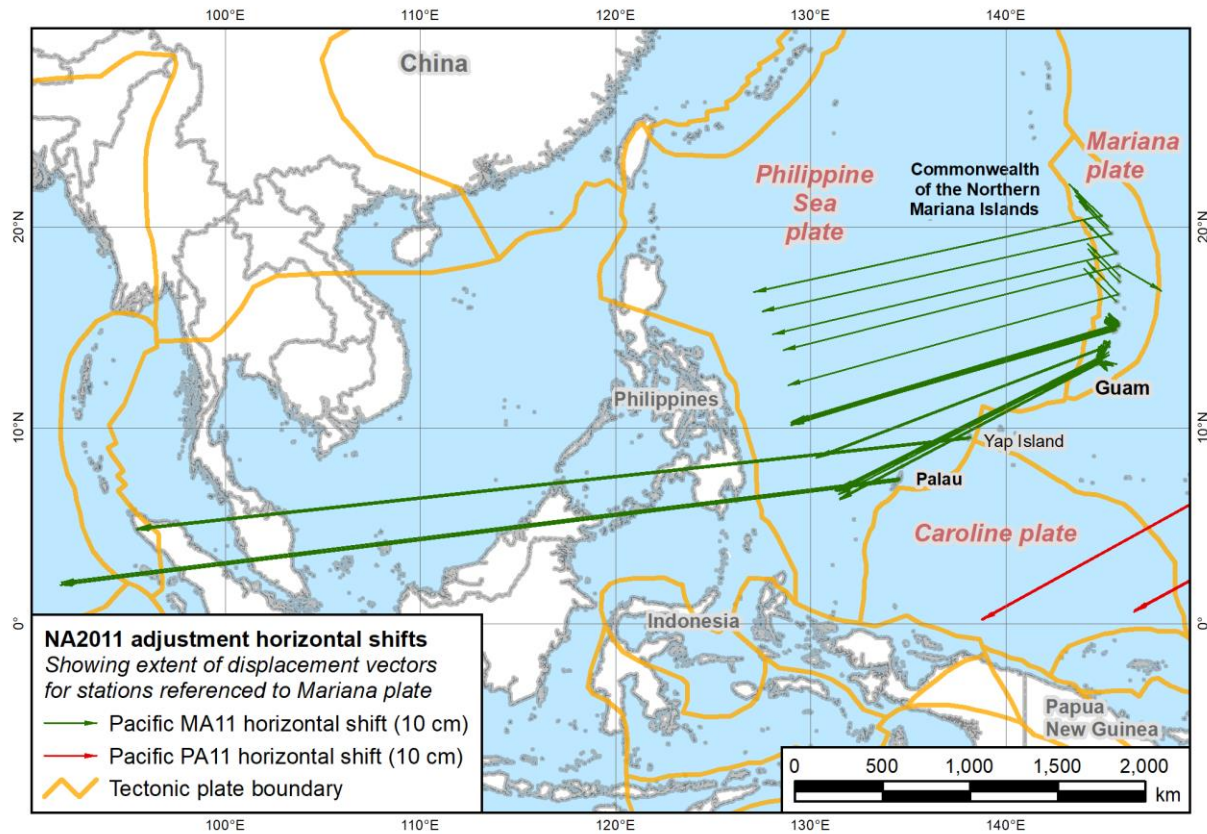 100°E 110°E 120°E 130°E 140°E
China
Mariana
plate
Philippine
Sea
plate
Commonwealth
of the Northern
Mariana Islands
20°N 20°N
Philippines
Guam
10°N 10°N
Yap Island
Palau
Caroline plate
0° 0°
Indonesia
Papua
New Guinea
NA2011 adjustment horizontal shifts
Showing extent of displacement vectors
for stations referenced to Mariana plate
Pacific MA11 horizontal shift (10 cm)
Pacific PA11 horizontal shift (10 cm)
Tectonic plate boundary
0 500 1,000 1,500 2,000
km
100°E 110°E 120°E 130°E 140°E